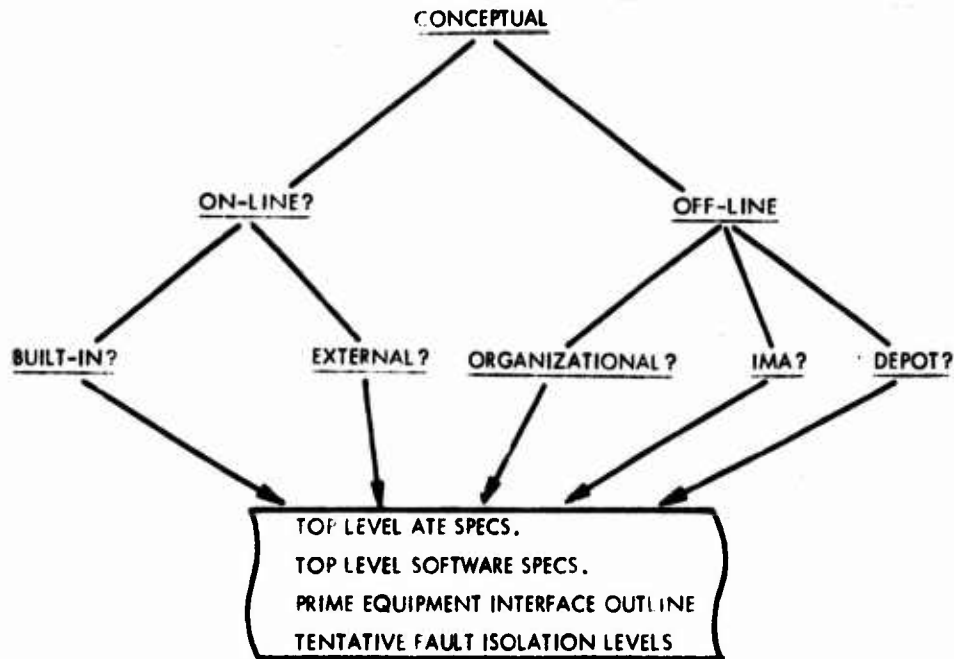 CONCEPTUAL
ON-LINE?
OFF-LINE
BUILT-IN?
EXTERNAL?
ORGANIZATIONAL?
IMA?
DEPOT?
TOP LEVEL ATE SPECS.
TOP LEVEL SOFTWARE SPECS.
PRIME EQUIPMENT INTERFACE OUTLINE
TENTATIVE FAULT ISOLATION LEVELS